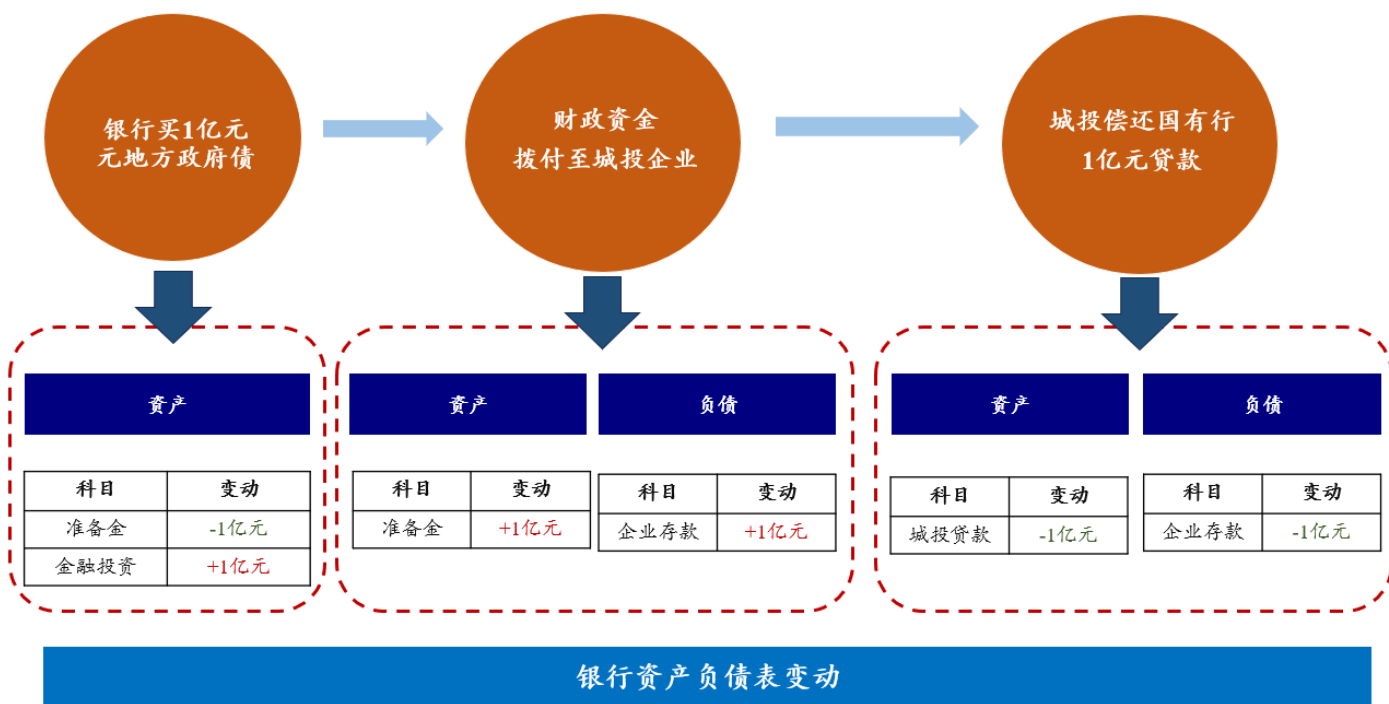 银行买1亿元
元地方政府债
财政资金
拨付至城投企业
城投偿还国有行
1亿元贷款
资产
科目 变动
准备金 -1亿元
金融投资 +1亿元
资产 负债
科目 变动
准备金 +1亿元
科目 变动
企业存款 +1亿元
资产 负债
科目 变动
城投贷款 -1亿元
科目 变动
企业存款 -1亿元
银行资产负债表变动